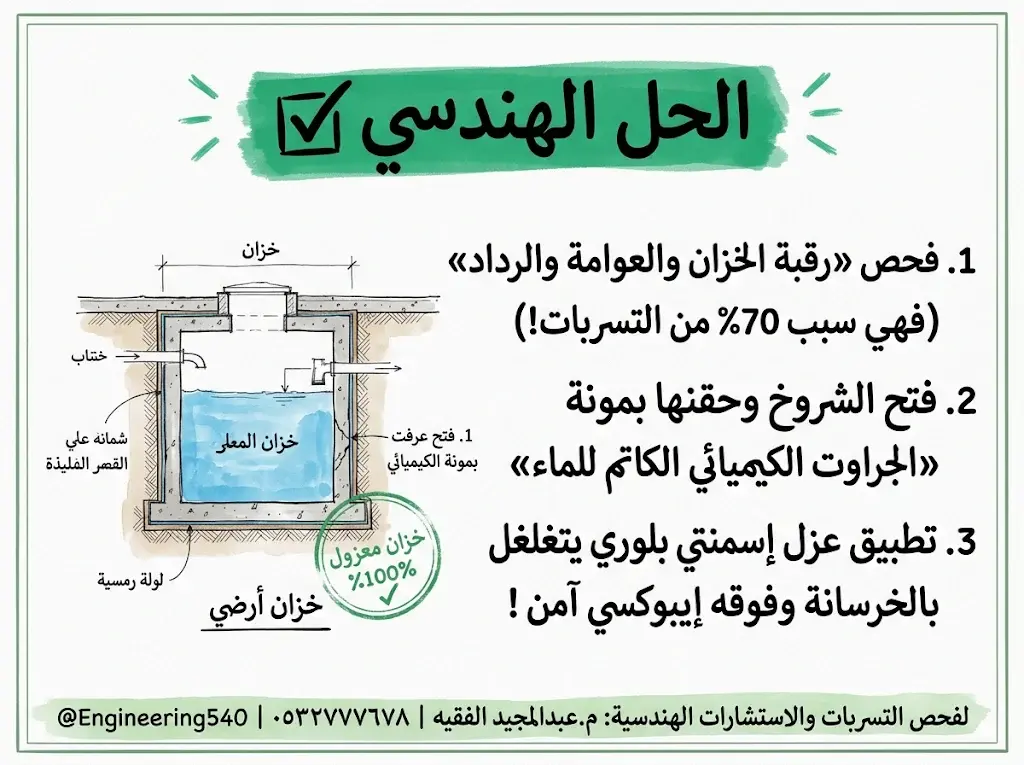 الحل الهندسي
1. فحص «رقبة الخزان والعوامة والرداد»
(فهي سبب 70% من التسربات!)
2. فتح الشروخ وحقنها بمونة
«الجراوت الكيميائي الكاتم للماء»
3. تطبيق عزل إسمنتي بلوري يتغلغل
بالخرسانة وفوقه إيبوكسي آمن !
خزان
ختناب
خزان المعلر
شمانه علي
القصر الفليذة
1. فتح عرفت
بمونة الكيميائي
لولة رمسية
خزان معزول
100%
خزان أرضي
لفحص التسربات والاستشارات الهندسية: م.عبدالمجيد الفقيه | ٠٥٣٢٧٧٧٦٧٨ | @Engineering540